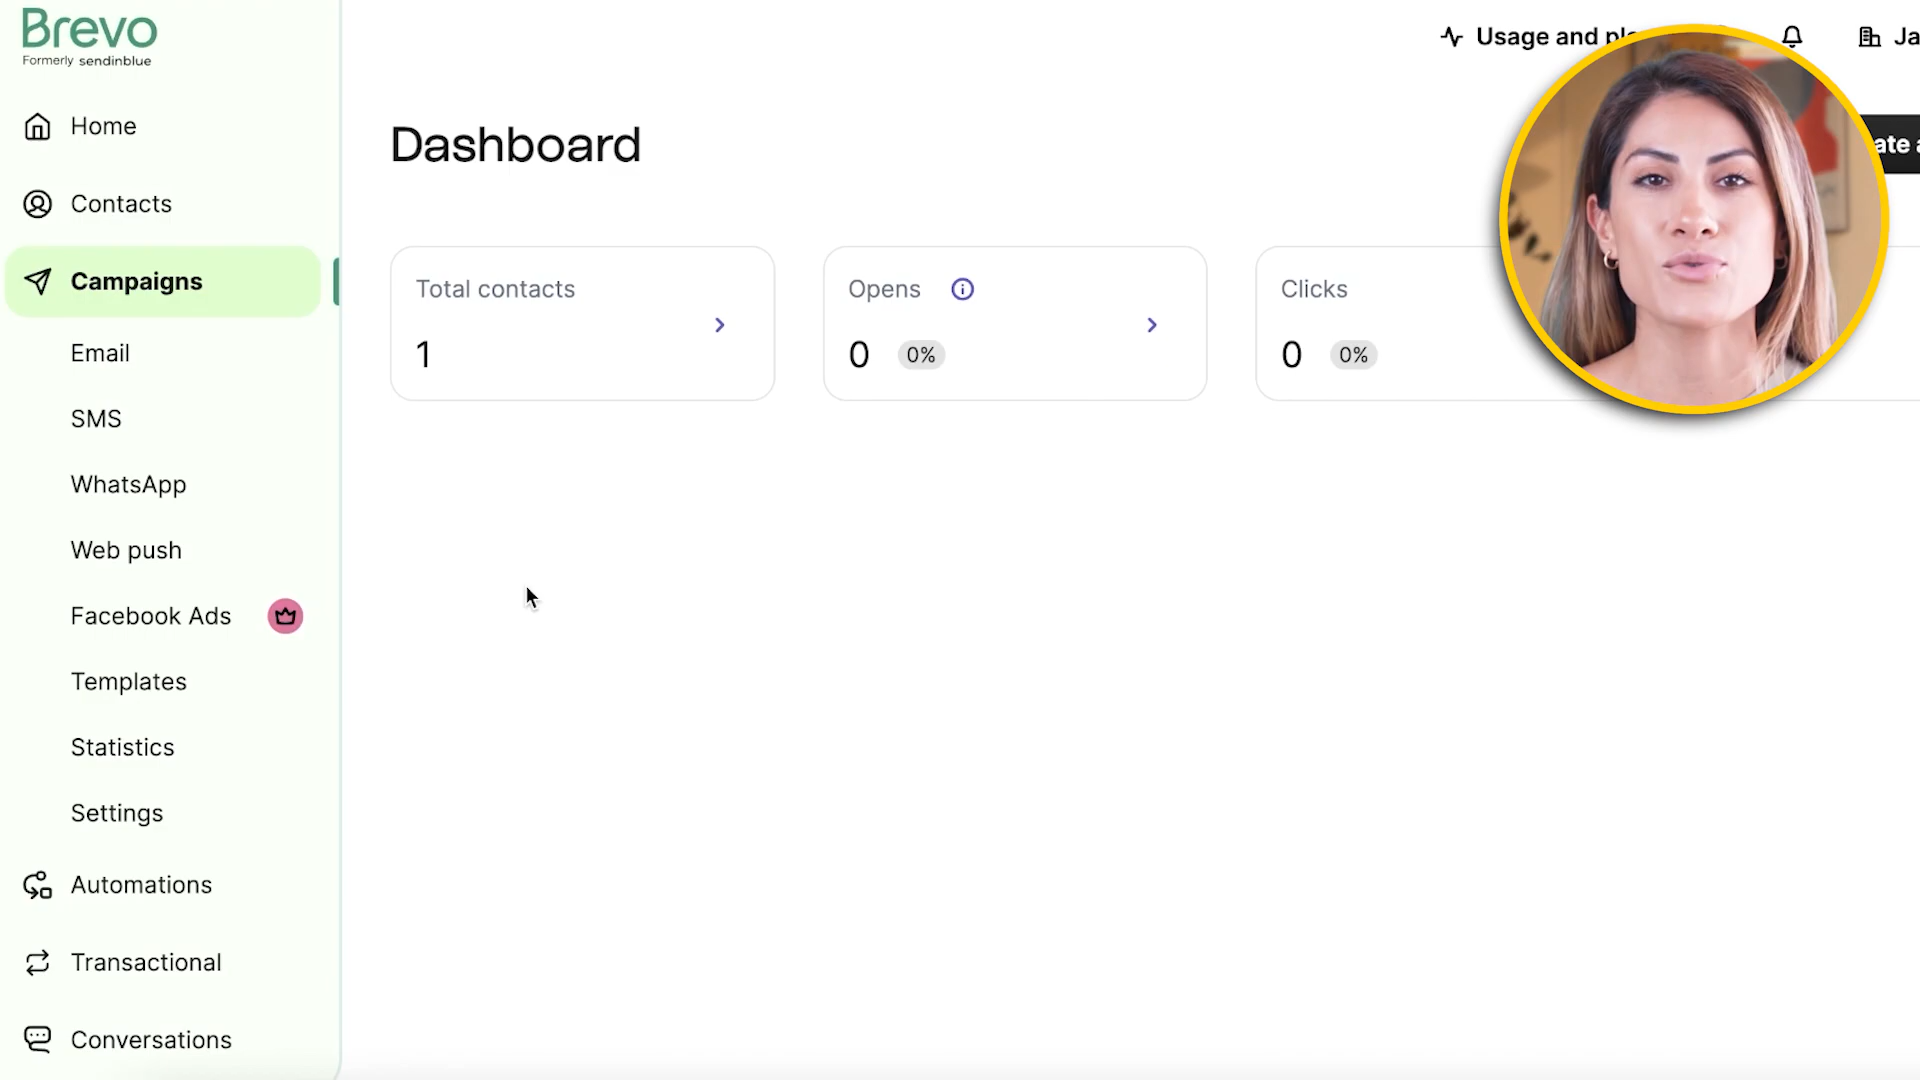 Brevo
Formerly sendinblue
Usage and
Home
Contacts
Campaigns
Email
SMS
WhatsApp
Web push
Facebook Ads
Templates
Statistics
Settings
Automations
Transactional
Conversations
Dashboard
Total contacts
1
Opens
0 0%
Clicks
0 0%